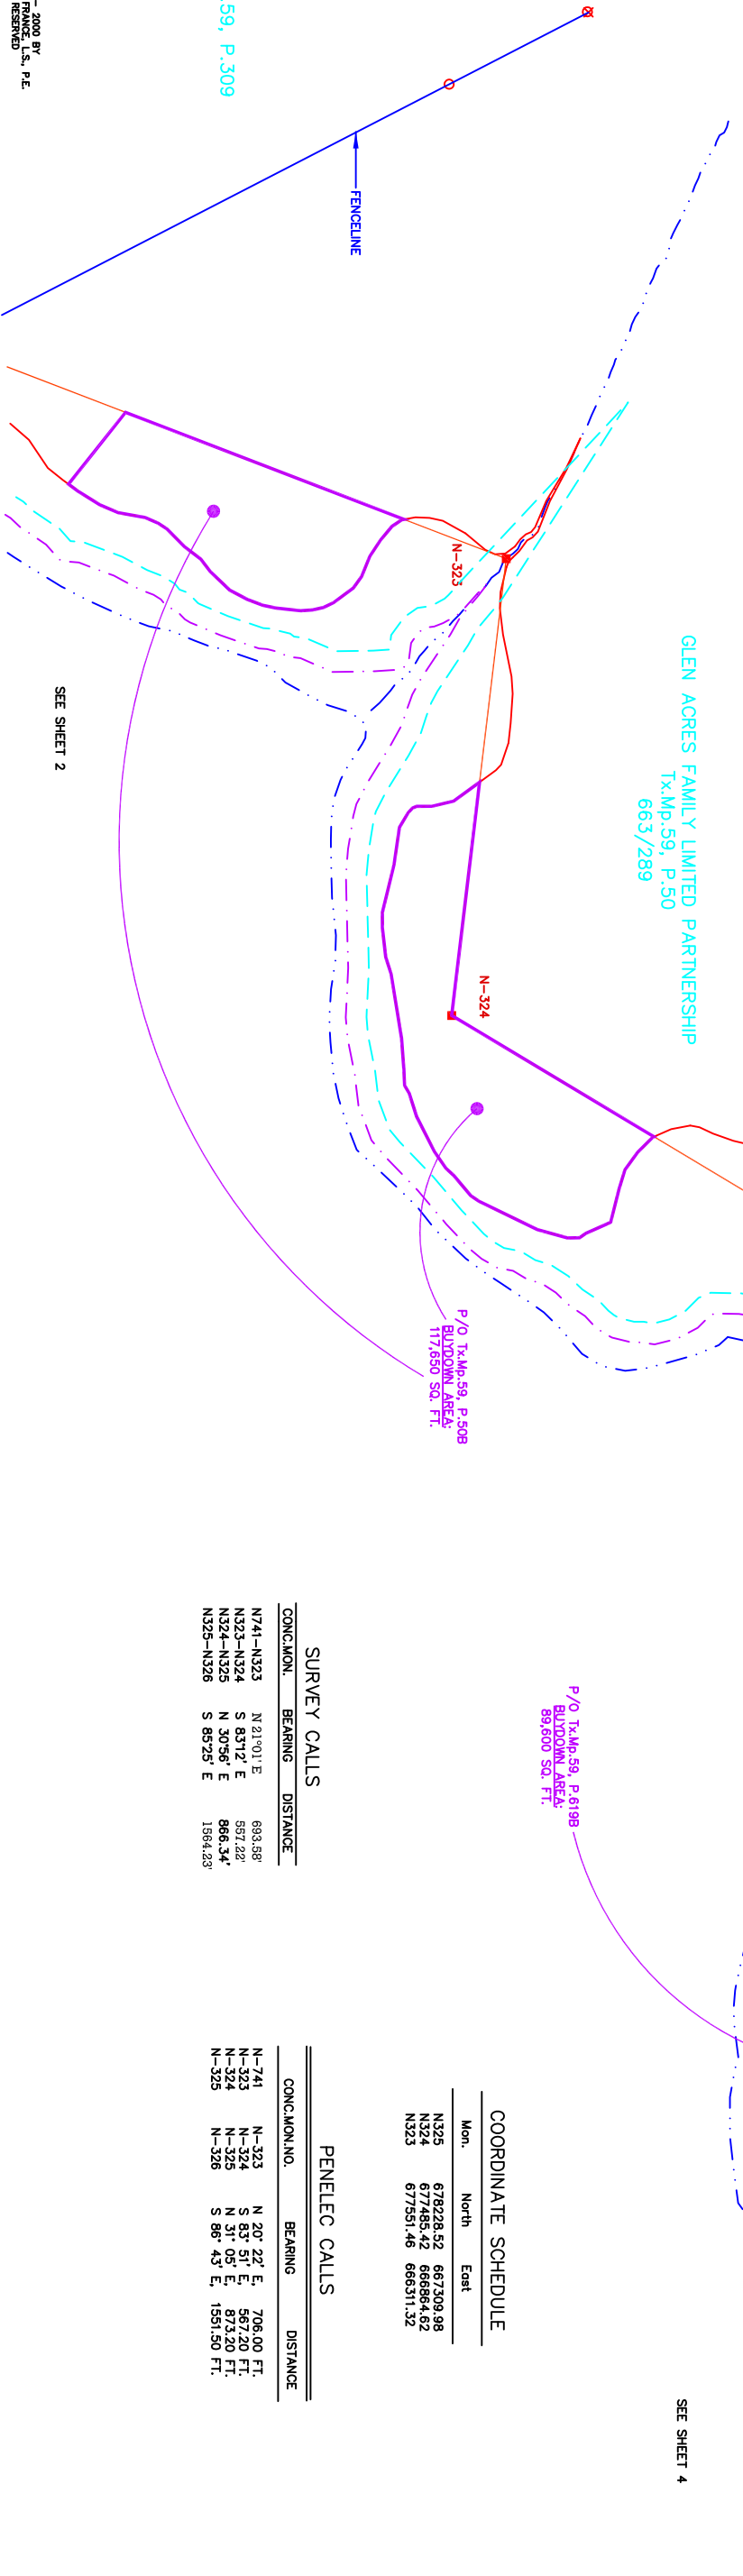 — 2000 BY
FRANCE, L.S., P.E.
RESERVED
.59, P.309
FENCELINE
N-323
SEE SHEET 2
GLEN ACRES FAMILY LIMITED PARTNERSHIP
Tx.Mp.59, P.50
663/289
N-324
P/O Tx.Mp.59, P.50B
BUYDOWN AREA:
117,650 SQ. FT.
P/O Tx.Mp.59, P.619B
BUYDOWN AREA:
89,600 SQ. FT.
SURVEY CALLS
CONC.MON. BEARING DISTANCE
N741-N323 N 21°01' E 693.58'
N323-N324 S 83°12' E 557.22'
N324-N325 N 30°56' E 866.34'
N325-N326 S 85°25' E 1564.23'
COORDINATE SCHEDULE
Mon. North East
N325 678228.52 667309.98
N324 677485.42 666864.62
N323 677551.46 666311.32
PENELEC CALLS
CONC.MON.NO. BEARING DISTANCE
N-741 N-323 N 20° 22' E, 706.00 FT.
N-323 N-324 S 83° 51' E, 567.20 FT.
N-324 N-325 N 31° 05' E, 873.20 FT.
N-325 N-326 S 86° 43' E, 1551.50 FT.
SEE SHEET 4